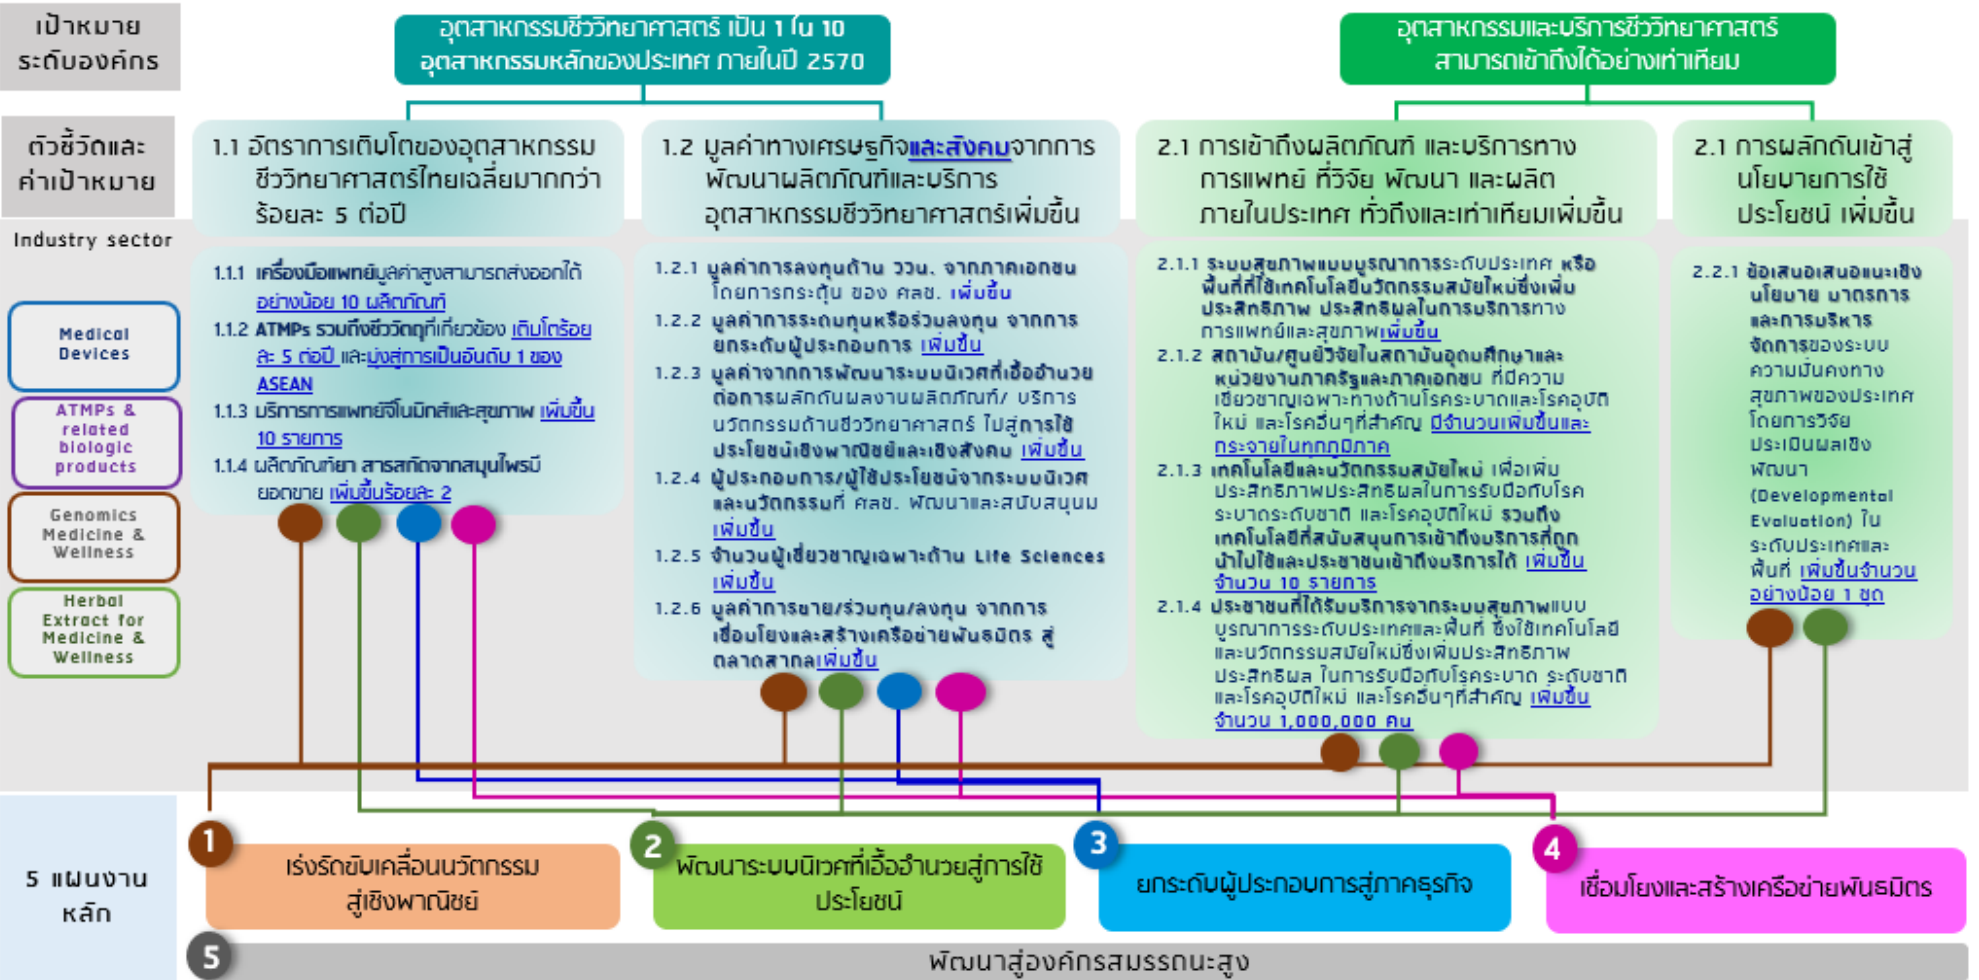 เป้าหมาย
ระดับองค์กร
อุตสาหกรรมชีววิทยาศาสตร์ เป็น 1 ใน 10
อุตสาหกรรมหลักของประเทศ ภายในปี 2570
อุตสาหกรรมและบริการชีววิทยาศาสตร์
สามารถเข้าถึงได้อย่างเท่าเทียม
ตัวชี้วัดและ
ค่าเป้าหมาย
1.1 อัตราการเติบโตของอุตสาหกรรม
ชีววิทยาศาสตร์ไทยเฉลี่ยมากกว่า
ร้อยละ 5 ต่อปี
1.2 มูลค่าทางเศรษฐกิจและสังคมจากการ
พัฒนาผลิตภัณฑ์และบริการ
อุตสาหกรรมชีววิทยาศาสตร์เพิ่มขึ้น
2.1 การเข้าถึงผลิตภัณฑ์ และบริการทาง
การแพทย์ ที่วิจัย พัฒนา และผลิต
ภายในประเทศ ทั่วถึงและเท่าเทียมเพิ่มขึ้น
2.1 การผลักดันเข้าสู่
นโยบายการใช้
ประโยชน์ เพิ่มขึ้น
Industry sector
Medical
Devices
ATMPs &
related
biologic
products
Genomics
Medicine &
Wellness
Herbal
Extract for
Medicine &
Wellness
1.1.1 เครื่องมือแพทย์มูลค่าสูงสามารถส่งออกได้
อย่างน้อย 10 ผลิตภัณฑ์
1.1.2 ATMPs รวมถึงชีววัตถุที่เกี่ยวข้อง เติบโตร้อย
ละ 5 ต่อปี และมุ่งสู่การเป็นอันดับ 1 ของ
ASEAN
1.1.3 บริการการแพทย์จีโนมิกส์และสุขภาพ เพิ่มขึ้น
10 รายการ
1.1.4 ผลิตภัณฑ์ยา สารสกัดจากสมุนไพรมี
ยอดขาย เพิ่มขึ้นร้อยละ 2
1.2.1 มูลค่าการลงทุนด้าน ววน. จากภาคเอกชน
โดยการกระตุ้น ของ ศลช. เพิ่มขึ้น
1.2.2 มูลค่าการระดมทุนหรือร่วมลงทุน จากการ
ยกระดับผู้ประกอบการ เพิ่มขึ้น
1.2.3 มูลค่าจากการพัฒนาระบบนิเวศที่เอื้ออำนวย
ต่อการผลักดันผลงานผลิตภัณฑ์/ บริการ
นวัตกรรมด้านชีววิทยาศาสตร์ ไปสู่การใช้
ประโยชน์เชิงพาณิชย์และเชิงสังคม เพิ่มขึ้น
1.2.4 ผู้ประกอบการ/ผู้ใช้ประโยชน์จากระบบนิเวศ
และนวัตกรรมที่ ศลช. พัฒนาและสนับสนุนม
เพิ่มขึ้น
1.2.5 จำนวนผู้เชี่ยวชาญเฉพาะด้าน Life Sciences
เพิ่มขึ้น
1.2.6 มูลค่าการขาย/ร่วมทุน/ลงทุน จากการ
เชื่อมโยงและสร้างเครือข่ายพันธมิตร สู่
ตลาดสากลเพิ่มขึ้น
2.1.1 ระบบสุขภาพแบบบูรณาการระดับประเทศ หรือ
พื้นที่ที่ใช้เทคโนโลยีนวัตกรรมสมัยใหม่ซึ่งเพิ่ม
ประสิทธิภาพ ประสิทธิผลในการบริการทาง
การแพทย์และสุขภาพเพิ่มขึ้น
2.1.2 สถาบัน/ศูนย์วิจัยในสถาบันอุดมศึกษาและ
หน่วยงานภาครัฐและภาคเอกชน ที่มีความ
เชี่ยวชาญเฉพาะทางด้านโรคระบาดและโรคอุบัติ
ใหม่ และโรคอื่นๆที่สำคัญ มีจำนวนเพิ่มขึ้นและ
กระจายในทุกภูมิภาค
2.1.3 เทคโนโลยีและนวัตกรรมสมัยใหม่ เพื่อเพิ่ม
ประสิทธิภาพประสิทธิผลในการรับมือกับโรค
ระบาดระดับชาติ และโรคอุบัติใหม่ รวมถึง
เทคโนโลยีที่สนับสนุนการเข้าถึงบริการที่ถูก
นำไปใช้และประชาชนเข้าถึงบริการได้ เพิ่มขึ้น
จำนวน 10 รายการ
2.1.4 ประชาชนที่ได้รับบริการจากระบบสุขภาพแบบ
บูรณาการระดับประเทศและพื้นที่ ซึ่งใช้เทคโนโลยี
และนวัตกรรมสมัยใหม่ซึ่งเพิ่มประสิทธิภาพ
ประสิทธิผล ในการรับมือกับโรคระบาด ระดับชาติ
และโรคอุบัติใหม่ และโรคอื่นๆที่สำคัญ เพิ่มขึ้น
จำนวน 1,000,000 คน
2.2.1 ข้อเสนอเสนอแนะเชิง
นโยบาย มาตรการ
และการบริหาร
จัดการของระบบ
ความมั่นคงทาง
สุขภาพของประเทศ
โดยการวิจัย
ประเมินผลเชิง
พัฒนา
(Developmental
Evaluation) ใน
ระดับประเทศและ
พื้นที่ เพิ่มขึ้นจำนวน
อย่างน้อย 1 ชุด
5 แผนงาน
หลัก
1
เร่งรัดขับเคลื่อนนวัตกรรม
สู่เชิงพาณิชย์
2
พัฒนาระบบนิเวศที่เอื้ออำนวยสู่การใช้
ประโยชน์
3
ยกระดับผู้ประกอบการสู่ภาคธุรกิจ
4
เชื่อมโยงและสร้างเครือข่ายพันธมิตร
5
พัฒนาสู่องค์กรสมรรถนะสูง